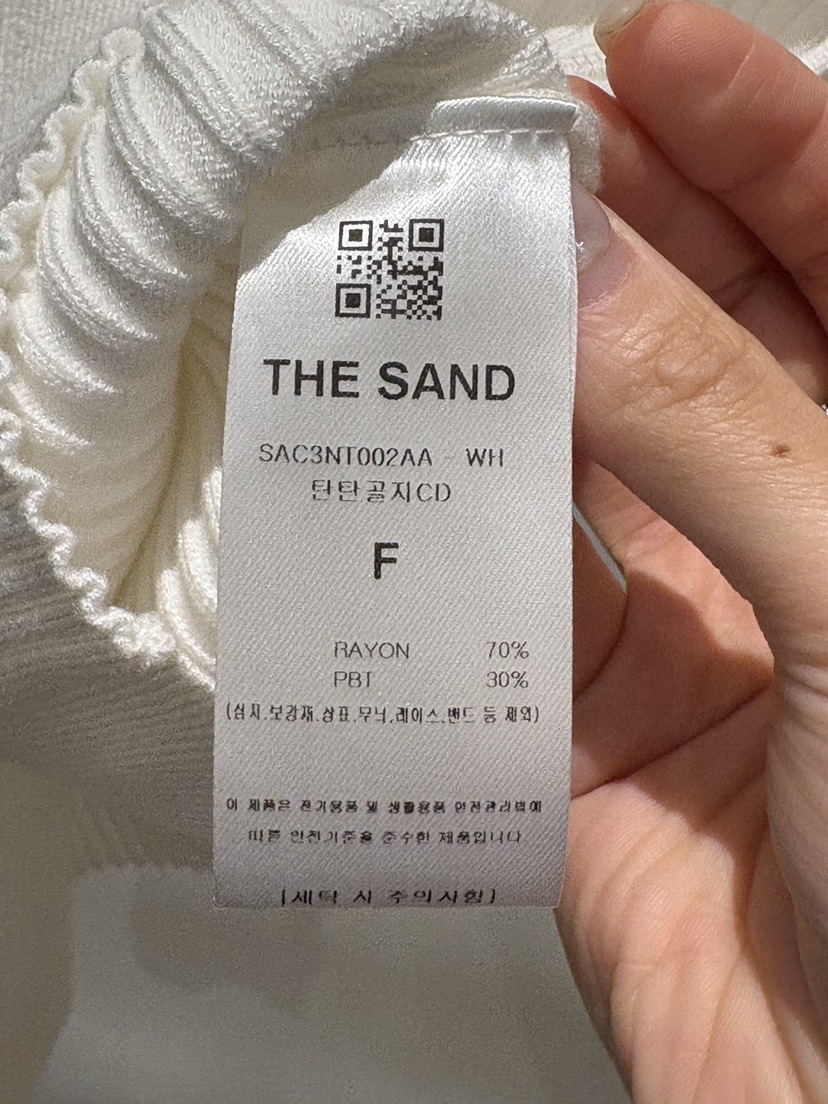 THE SAND
SAC3NT002AA - WH
탄탄골지CD
F
RAYON 70%
PBT 30%
(심지.보강재.상표.무늬.레이스.밴드 등 제외)
이 제품은 전기용품 및 생활용품 안전관리법에
따른 안전기준을 준수한 제품입니다
[세탁 시 주의사항]